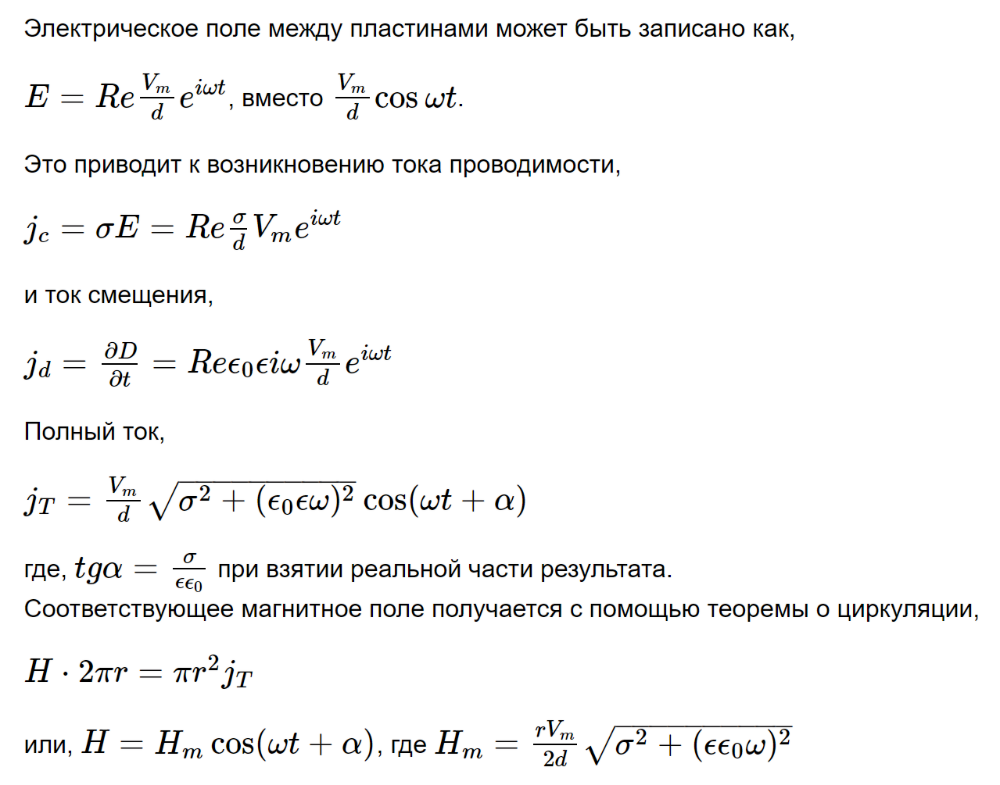 Электрическое поле между пластинами может быть записано как,
$E = Re\frac{V_m}{d}e^{i\omega t}$, вместо $\frac{V_m}{d}\cos\omega t$.
Это приводит к возникновению тока проводимости,
$j_c = \sigma E = Re\frac{\sigma}{d}V_m e^{i\omega t}$
и ток смещения,
$j_d = \frac{\partial D}{\partial t} = Re\epsilon_0\epsilon i\omega\frac{V_m}{d}e^{i\omega t}$
Полный ток,
$j_T = \frac{V_m}{d}\sqrt{\sigma^2 + (\epsilon_0\epsilon\omega)^2}\cos(\omega t + \alpha)$
где, $tg\alpha = \frac{\sigma}{\epsilon\epsilon_0}$ при взятии реальной части результата.
Соответствующее магнитное поле получается с помощью теоремы о циркуляции,
$H \cdot 2\pi r = \pi r^2 j_T$
или, $H = H_m\cos(\omega t + \alpha)$, где $H_m = \frac{rV_m}{2d}\sqrt{\sigma^2 + (\epsilon\epsilon_0\omega)^2}$